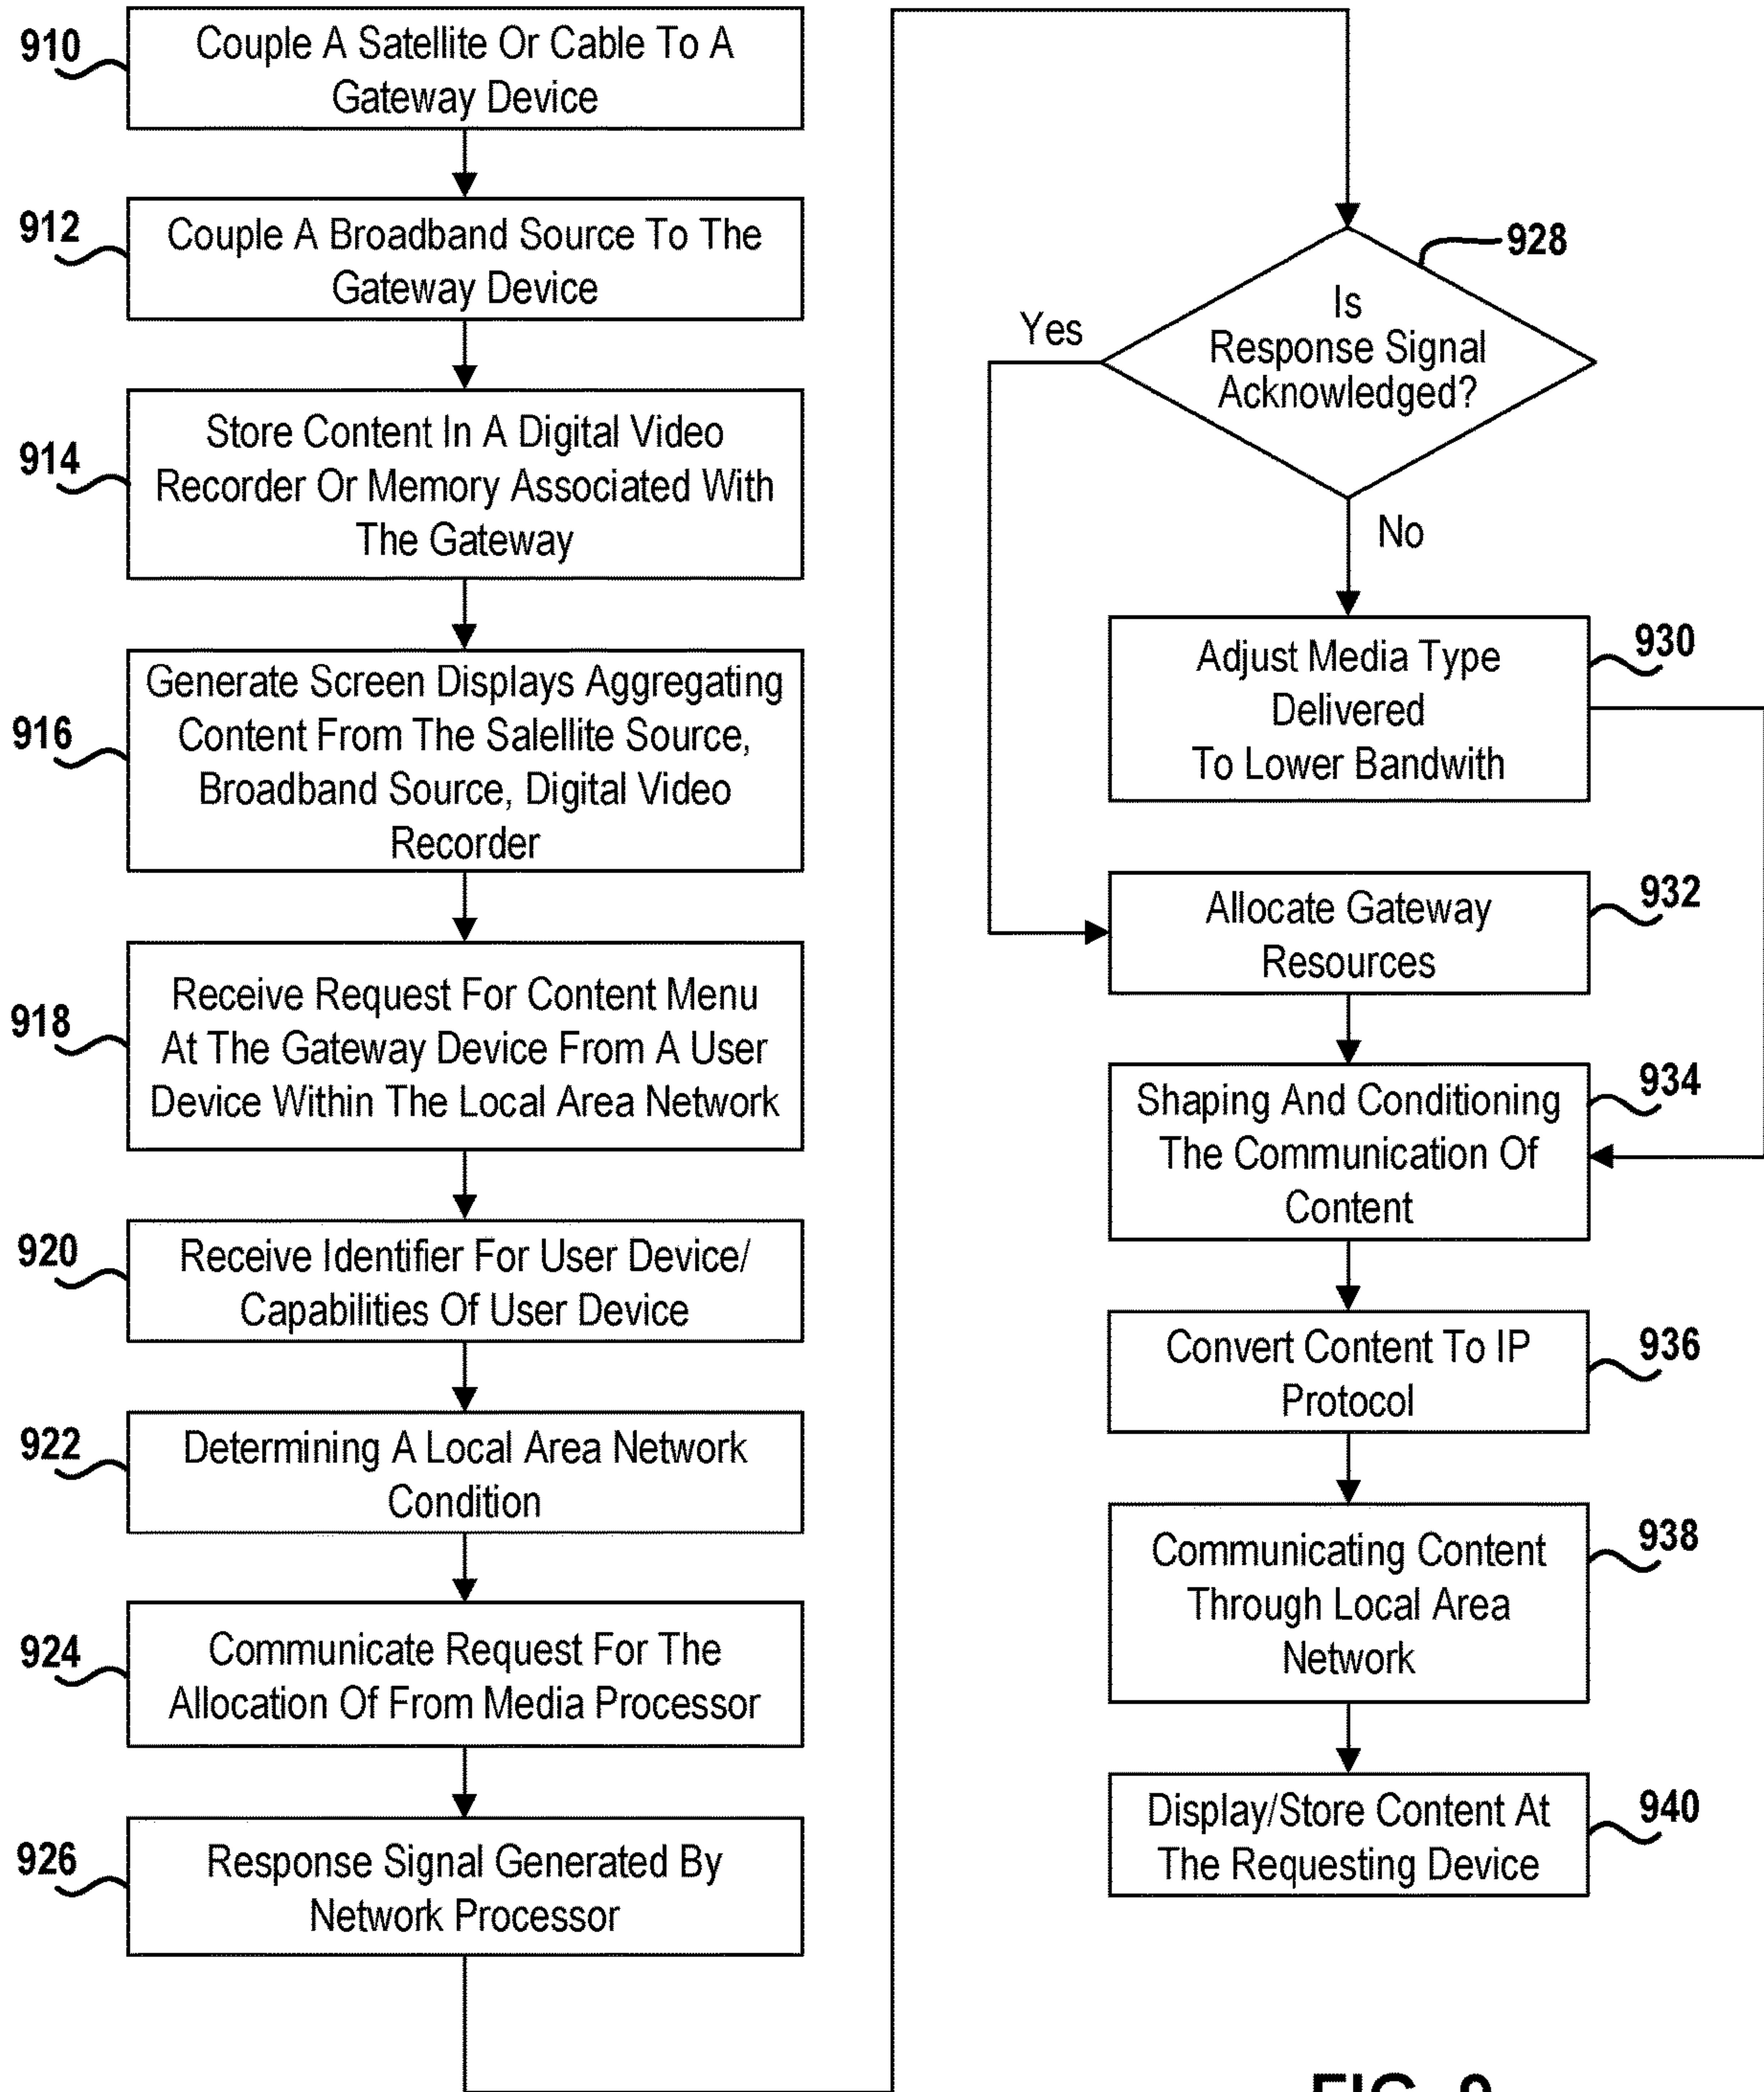 910
Couple A Satellite Or Cable To A
Gateway Device
912
Couple A Broadband Source To The
Gateway Device
914
Store Content In A Digital Video
Recorder Or Memory Associated With
The Gateway
916
Generate Screen Displays Aggregating
Content From The Salellite Source,
Broadband Source, Digital Video
Recorder
918
Receive Request For Content Menu
At The Gateway Device From A User
Device Within The Local Area Network
920
Receive Identifier For User Device/
Capabilities Of User Device
922
Determining A Local Area Network
Condition
924
Communicate Request For The
Allocation Of From Media Processor
926
Response Signal Generated By
Network Processor
928
Is
Response Signal
Acknowledged?
Yes
No
930
Adjust Media Type
Delivered
To Lower Bandwith
932
Allocate Gateway
Resources
934
Shaping And Conditioning
The Communication Of
Content
936
Convert Content To IP
Protocol
938
Communicating Content
Through Local Area
Network
940
Display/Store Content At
The Requesting Device